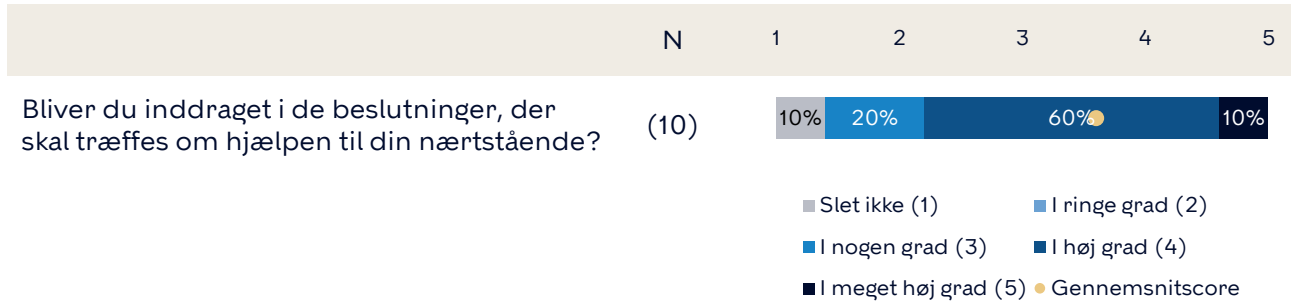 N 1 2 3 4 5
Bliver du inddraget i de beslutninger, der
skal træffes om hjælpen til din nærtstående?
(10)
10% 20% 60% 10%
Slet ikke (1) I ringe grad (2)
I nogen grad (3) I høj grad (4)
I meget høj grad (5) Gennemsnitscore